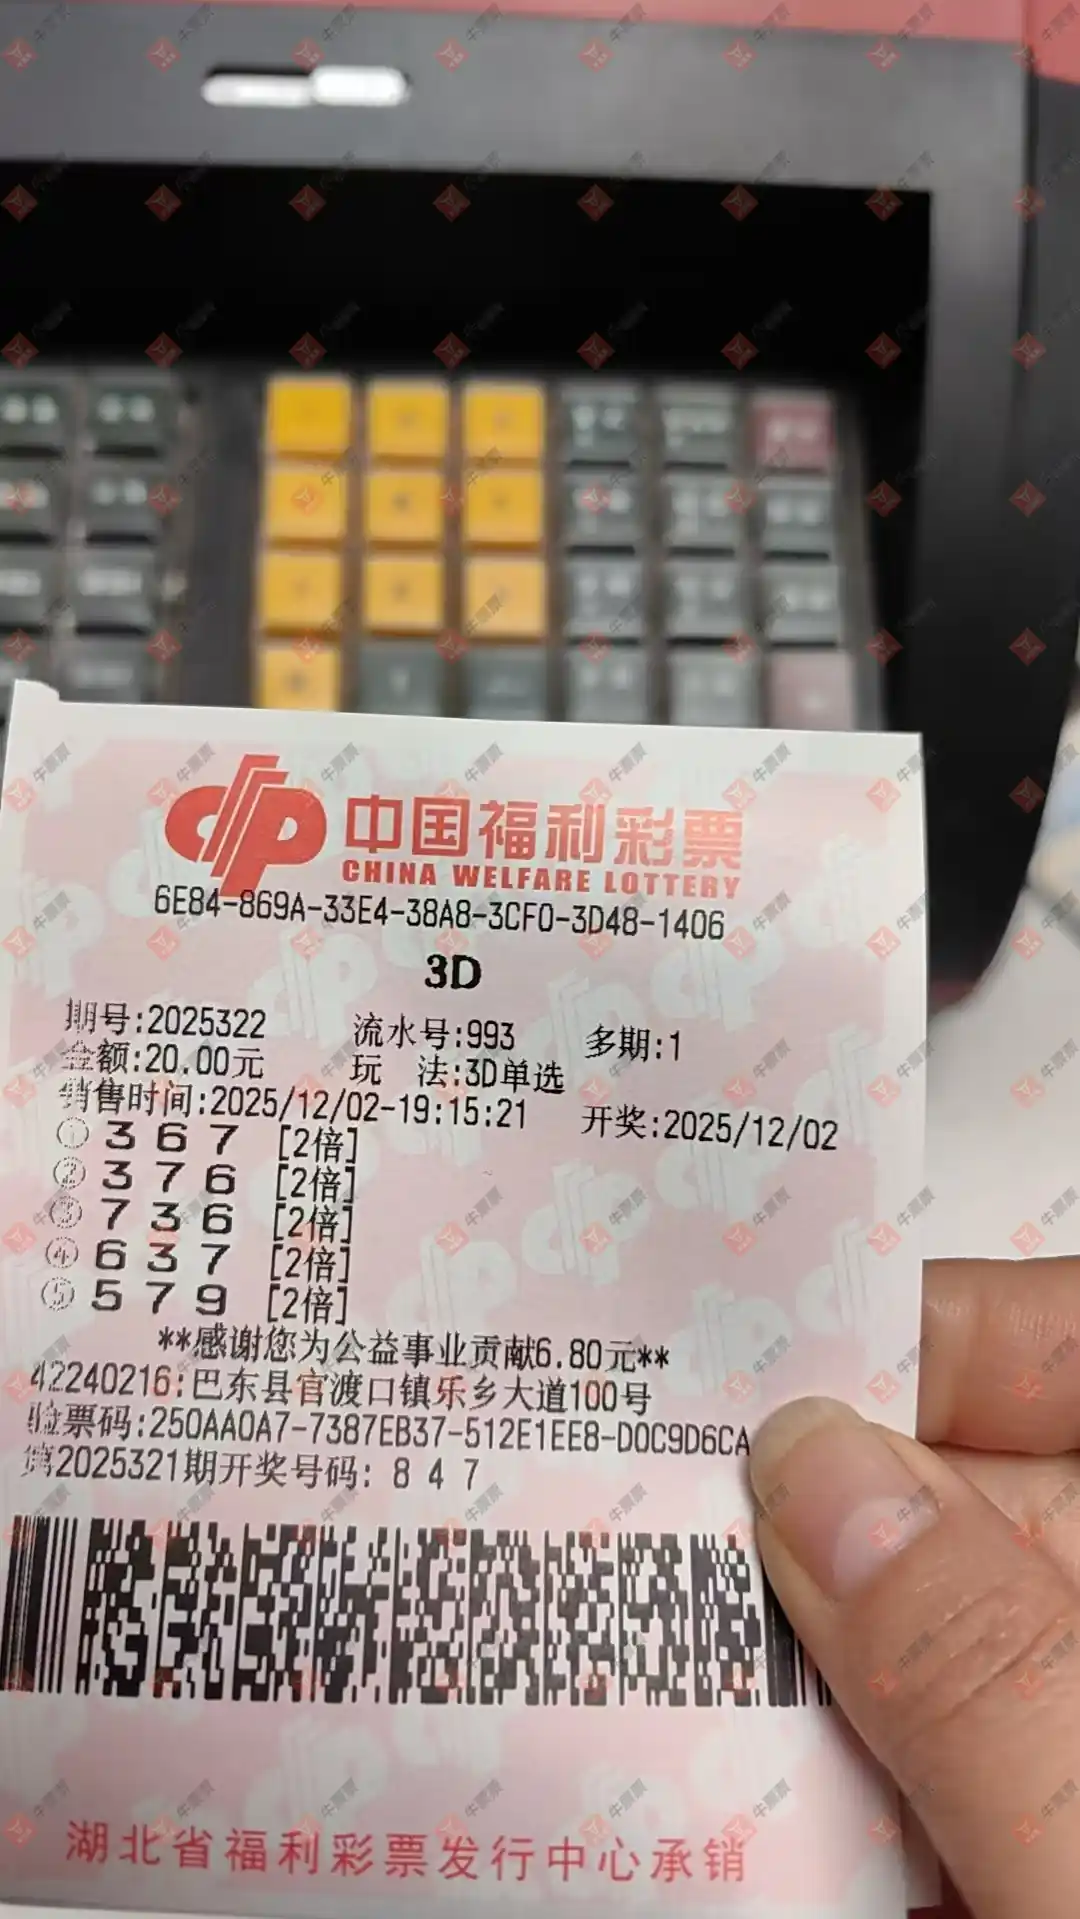 中国福利彩票
CHINA WELFARE LOTTERY
6E84-869A-33E4-38A8-3CF0-3D48-1406
3D
期号:2025322 流水号:993 多期:1
金额:20.00元 玩 法:3D单选
销售时间:2025/12/02-19:15:21 开奖:2025/12/02
① 3 6 7 [2倍]
② 3 7 6 [2倍]
③ 7 3 6 [2倍]
④ 6 3 7 [2倍]
⑤ 5 7 9 [2倍]
**感谢您为公益事业贡献6.80元**
42240216:巴东县官渡口镇乐乡大道100号
验票码:250AA0A7-7387EB37-512E1EE8-D0C9D6CA
第2025321期开奖号码: 8 4 7
湖北省福利彩票发行中心承销